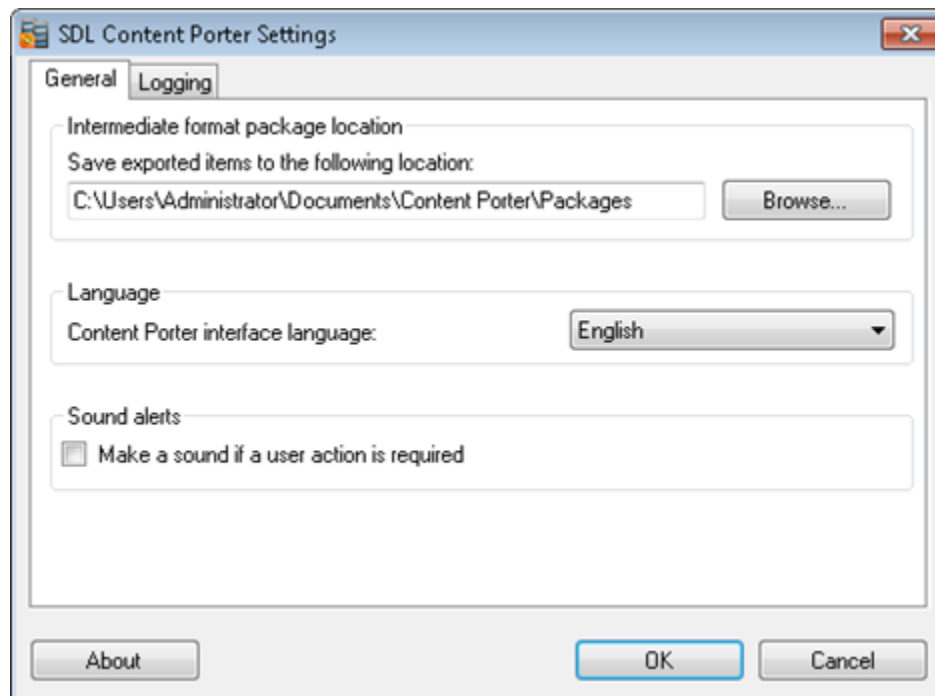 SDL Content Porter Settings
General Logging
Intermediate format package location
Save exported items to the following location:
C:\Users\Administrator\Documents\Content Porter\Packages Browse...
Language
Content Porter interface language: English
Sound alerts
Make a sound if a user action is required
About OK Cancel